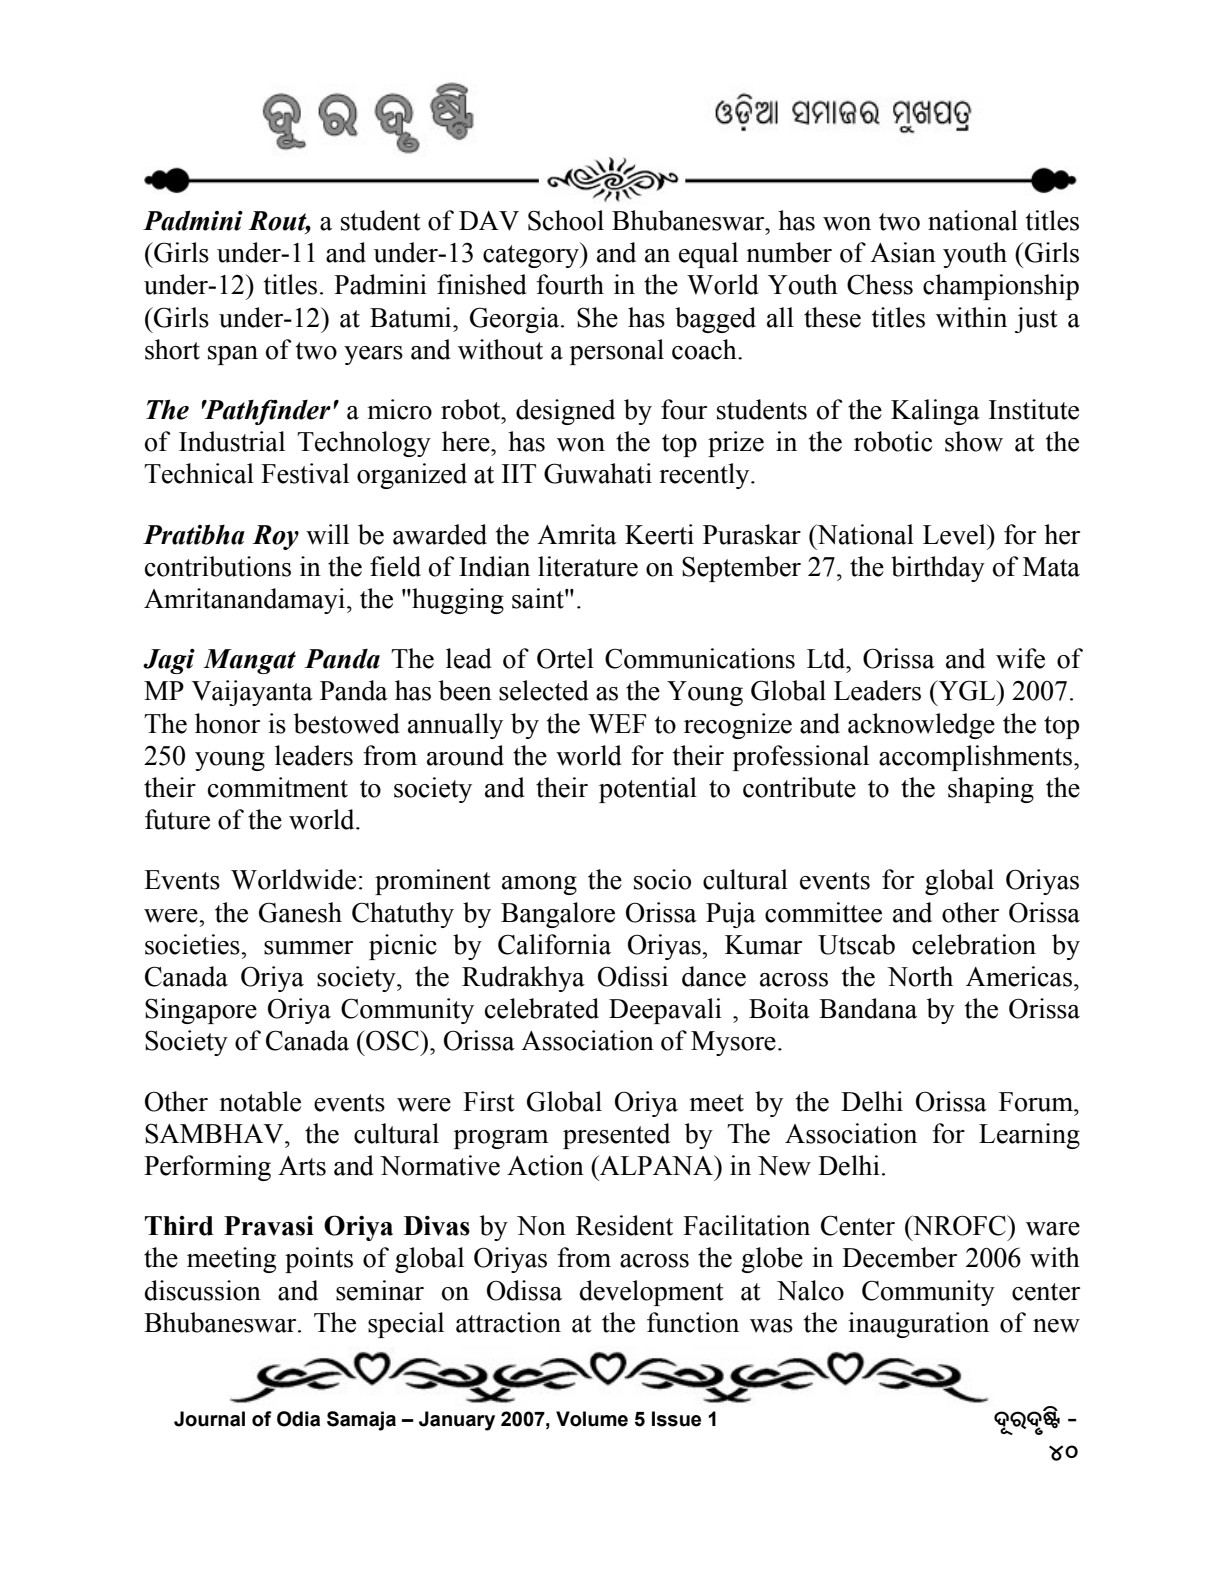 ଦୂରଦୃଷ୍ଟି ଓଡ଼ିଆ ସମାଜର ମୁଖପତ୍ର
Padmini Rout, a student of DAV School Bhubaneswar, has won two national titles
(Girls under-11 and under-13 category) and an equal number of Asian youth (Girls
under-12) titles. Padmini finished fourth in the World Youth Chess championship
(Girls under-12) at Batumi, Georgia. She has bagged all these titles within just a
short span of two years and without a personal coach.
The 'Pathfinder' a micro robot, designed by four students of the Kalinga Institute
of Industrial Technology here, has won the top prize in the robotic show at the
Technical Festival organized at IIT Guwahati recently.
Pratibha Roy will be awarded the Amrita Keerti Puraskar (National Level) for her
contributions in the field of Indian literature on September 27, the birthday of Mata
Amritanandamayi, the "hugging saint".
Jagi Mangat Panda The lead of Ortel Communications Ltd, Orissa and wife of
MP Vaijayanta Panda has been selected as the Young Global Leaders (YGL) 2007.
The honor is bestowed annually by the WEF to recognize and acknowledge the top
250 young leaders from around the world for their professional accomplishments,
their commitment to society and their potential to contribute to the shaping the
future of the world.
Events Worldwide: prominent among the socio cultural events for global Oriyas
were, the Ganesh Chatuthy by Bangalore Orissa Puja committee and other Orissa
societies, summer picnic by California Oriyas, Kumar Utscab celebration by
Canada Oriya society, the Rudrakhya Odissi dance across the North Americas,
Singapore Oriya Community celebrated Deepavali , Boita Bandana by the Orissa
Society of Canada (OSC), Orissa Association of Mysore.
Other notable events were First Global Oriya meet by the Delhi Orissa Forum,
SAMBHAV, the cultural program presented by The Association for Learning
Performing Arts and Normative Action (ALPANA) in New Delhi.
Third Pravasi Oriya Divas by Non Resident Facilitation Center (NROFC) ware
the meeting points of global Oriyas from across the globe in December 2006 with
discussion and seminar on Odissa development at Nalco Community center
Bhubaneswar. The special attraction at the function was the inauguration of new
Journal of Odia Samaja – January 2007, Volume 5 Issue 1 ଦୂରଦୃଷ୍ଟି -
୪୦